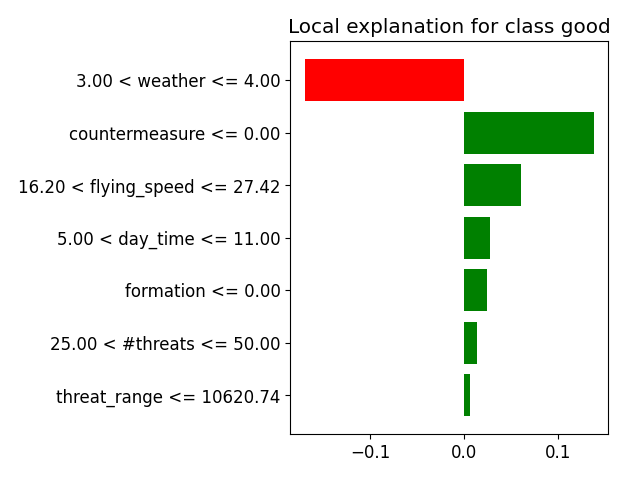 Local explanation for class good
3.00 < weather <= 4.00
countermeasure <= 0.00
16.20 < flying_speed <= 27.42
5.00 < day_time <= 11.00
formation <= 0.00
25.00 < #threats <= 50.00
threat_range <= 10620.74
−0.1 0.0 0.1